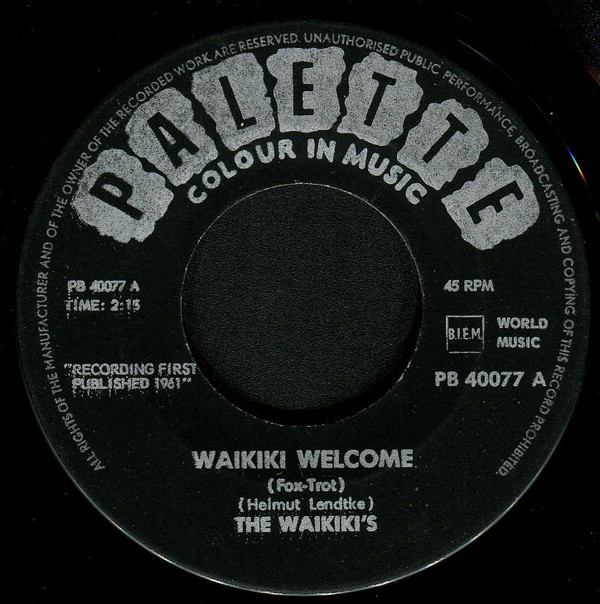 ALL RIGHTS OF THE MANUFACTURER AND OF THE OWNER OF THE RECORDED WORK ARE RESERVED. UNAUTHORISED PUBLIC PERFORMANCE, BROADCASTING AND COPYING OF THIS RECORD PROHIBITED.
PALETTE
COLOUR IN MUSIC
PB 40077 A
TIME: 2:15
"RECORDING FIRST
PUBLISHED 1961"
45 RPM
B.I.E.M.
WORLD
MUSIC
PB 40077 A
WAIKIKI WELCOME
(Fox-Trot)
(Helmut Lendtke)
THE WAIKIKI'S